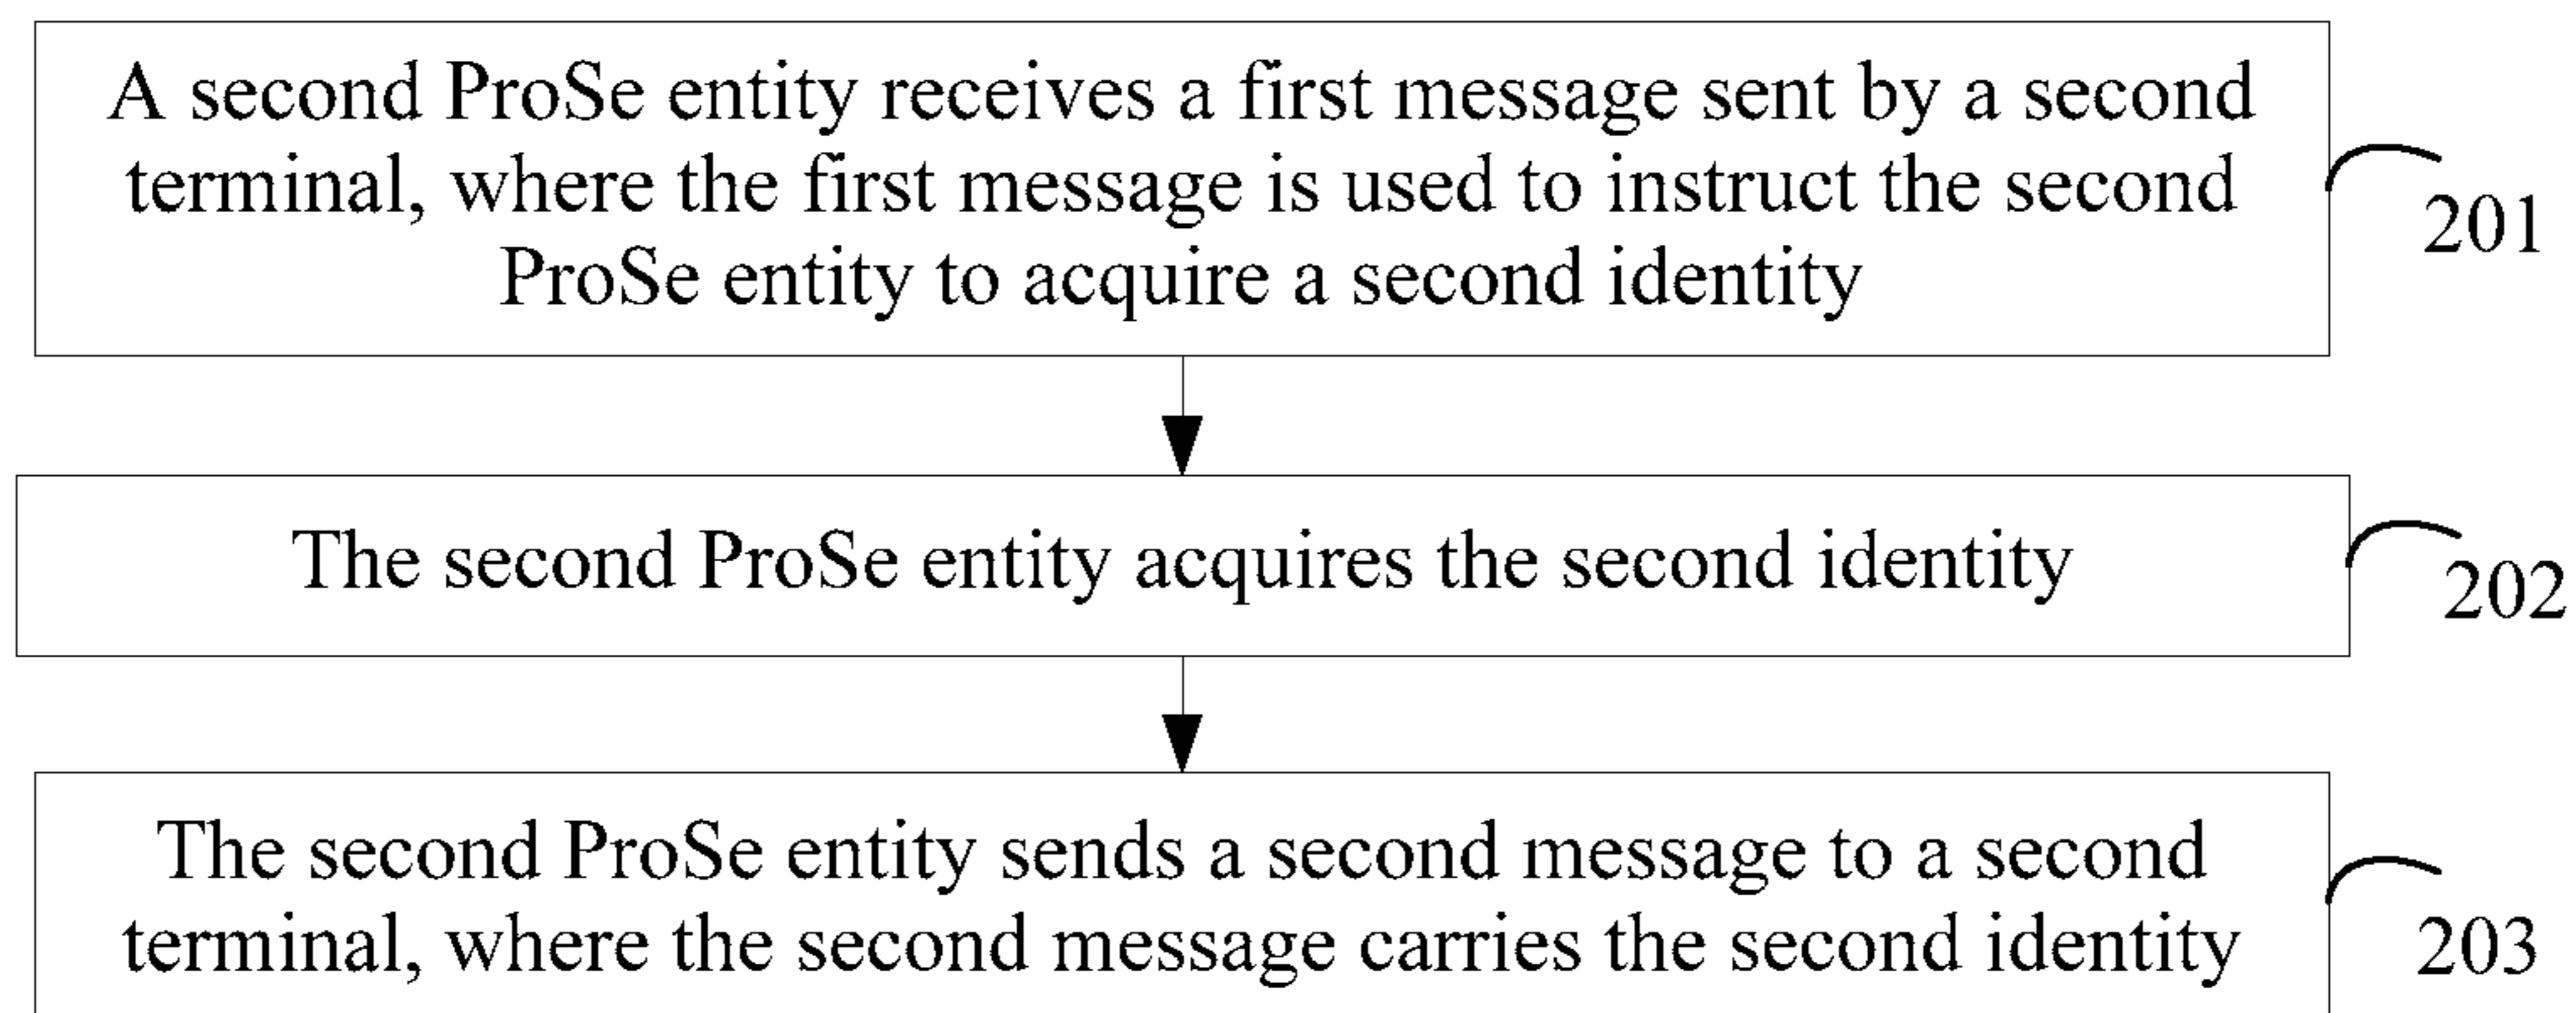 A second ProSe entity receives a first message sent by a second
terminal, where the first message is used to instruct the second
ProSe entity to acquire a second identity
201
The second ProSe entity acquires the second identity
202
The second ProSe entity sends a second message to a second
terminal, where the second message carries the second identity
203